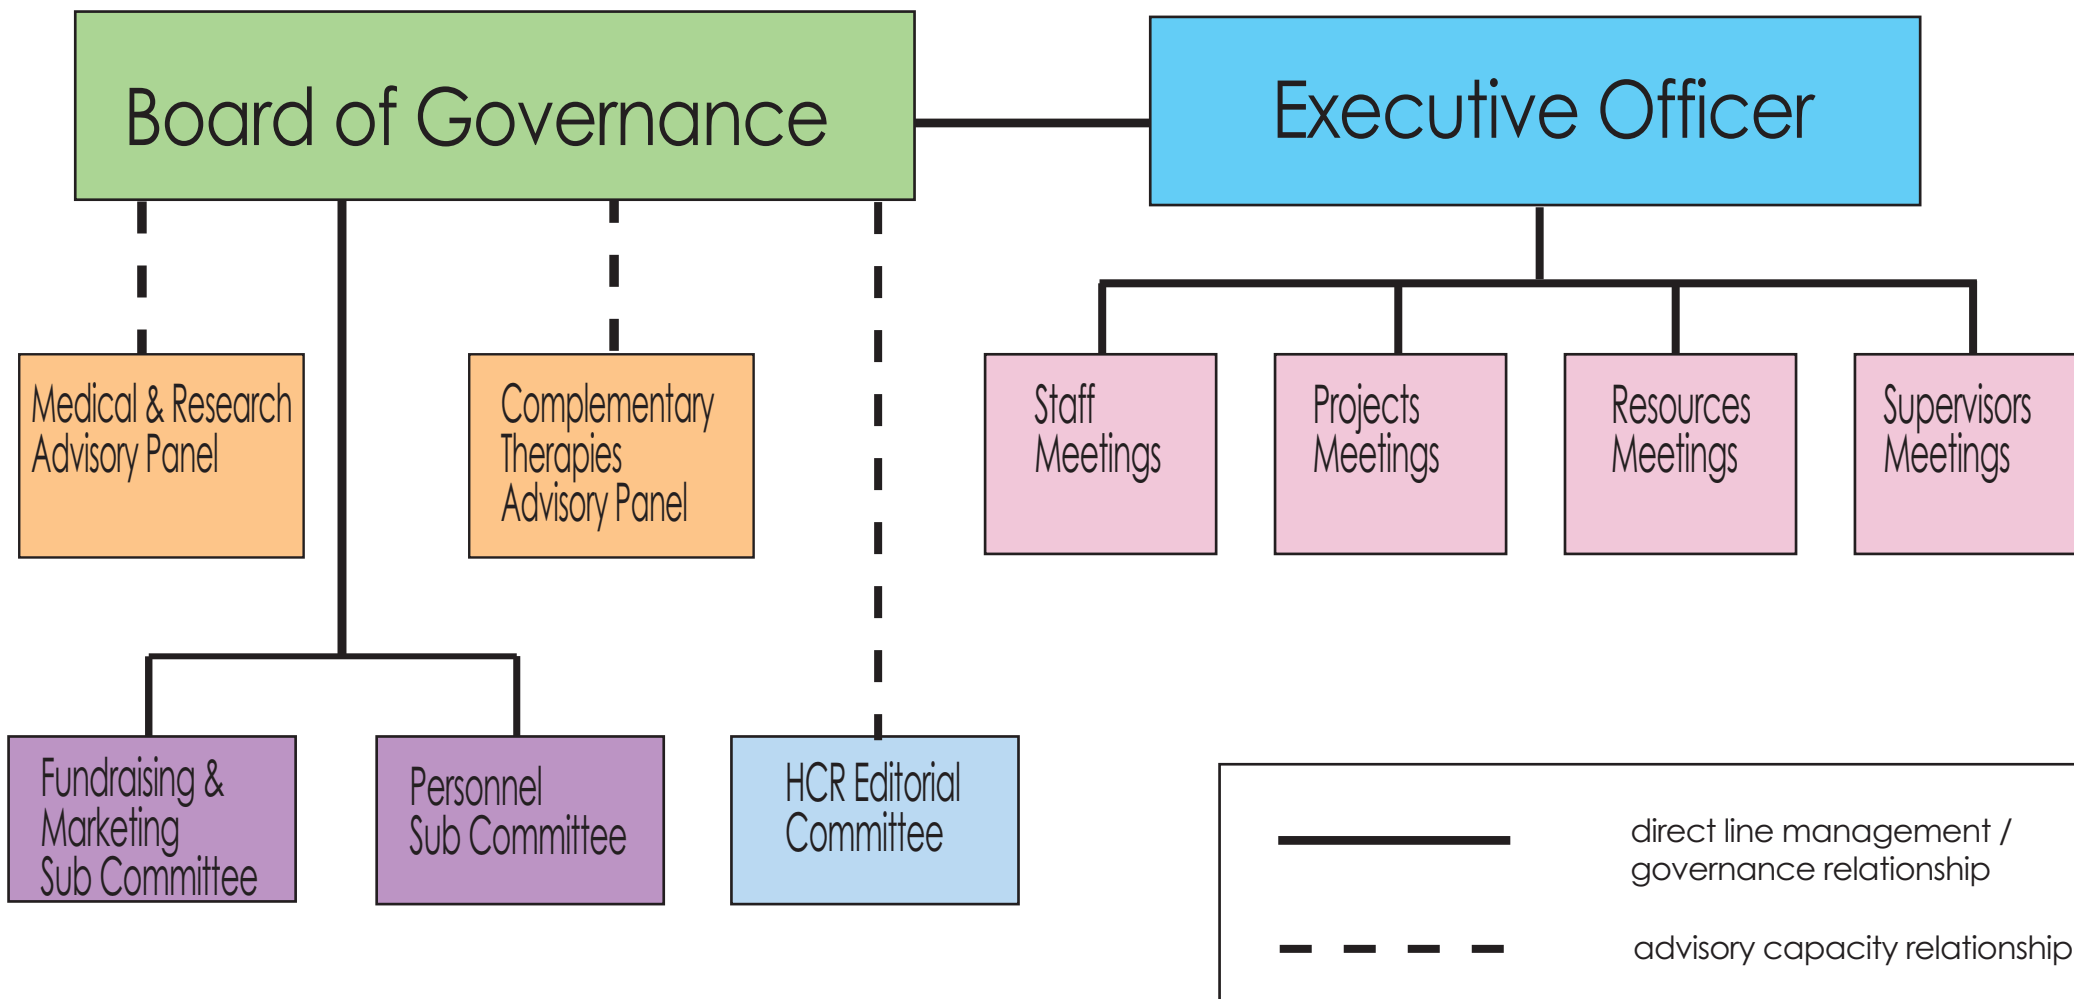 Board of Governance
Executive Officer
Medical & Research
Advisory Panel
Complementary
Therapies
Advisory Panel
Staff
Meetings
Projects
Meetings
Resources
Meetings
Supervisors
Meetings
Fundraising &
Marketing
Sub Committee
Personnel
Sub Committee
HCR Editorial
Committee
direct line management /
governance relationship
advisory capacity relationship